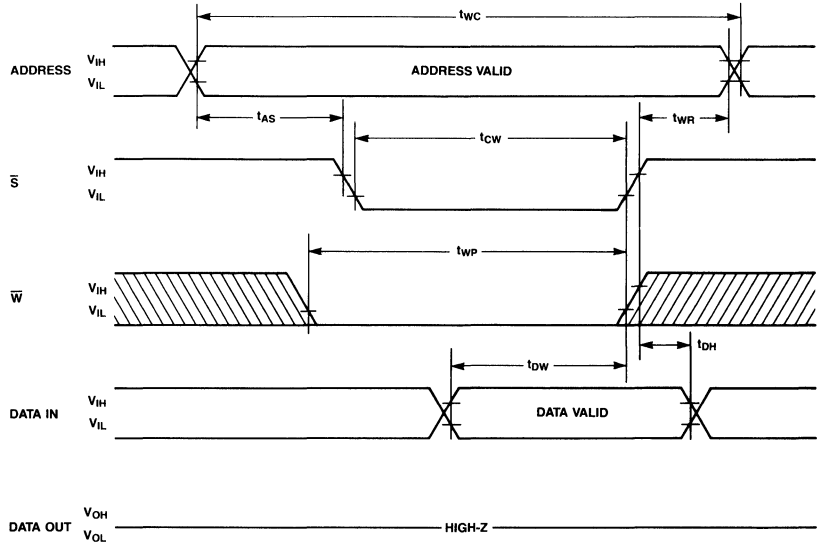 tWC
ADDRESS VIH VIL ADDRESS VALID
tAS tCW tWR
S̅ VIH VIL
tWP
W̅ VIH VIL
tDW tDH
DATA IN VIH VIL DATA VALID
DATA OUT VOH VOL HIGH-Z